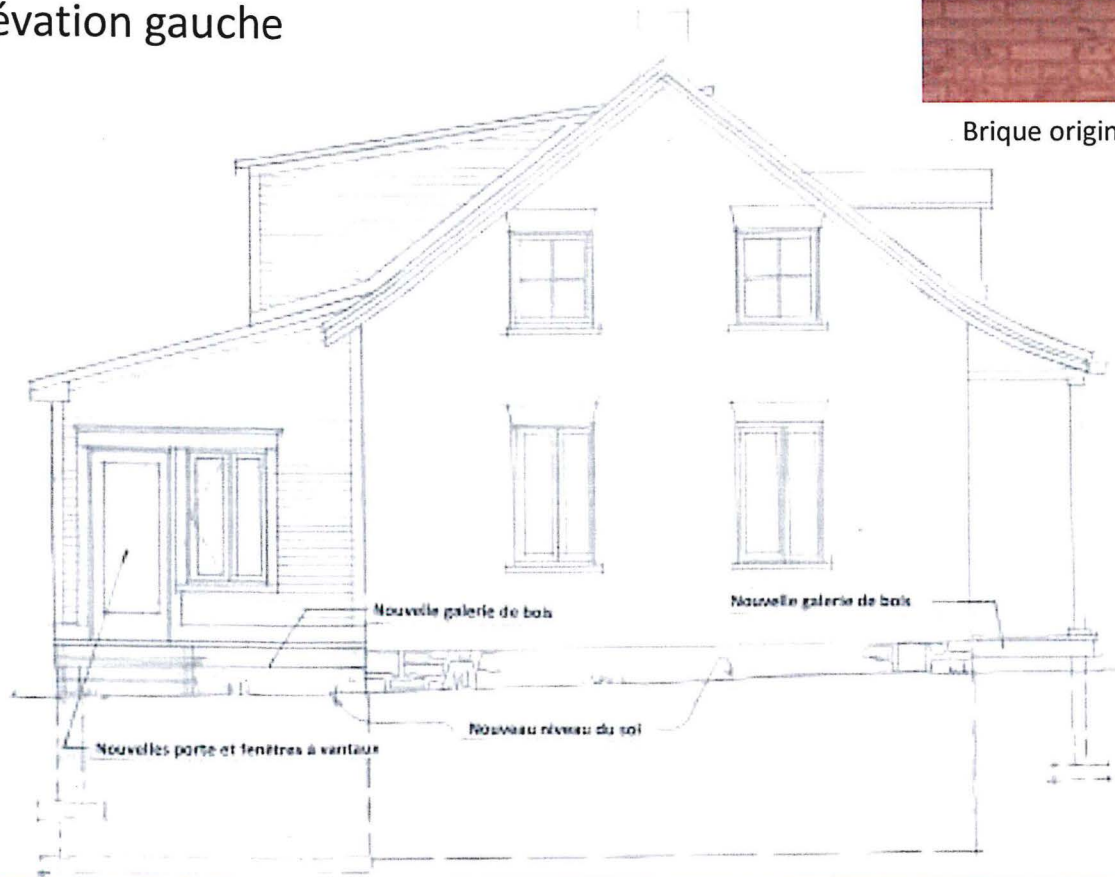 évation gauche
Brique origin
Nouvelle galerie de bois
Nouvelle galerie de bois
Nouveau niveau du sol
Nouvelles porte et fenêtres à vantaux